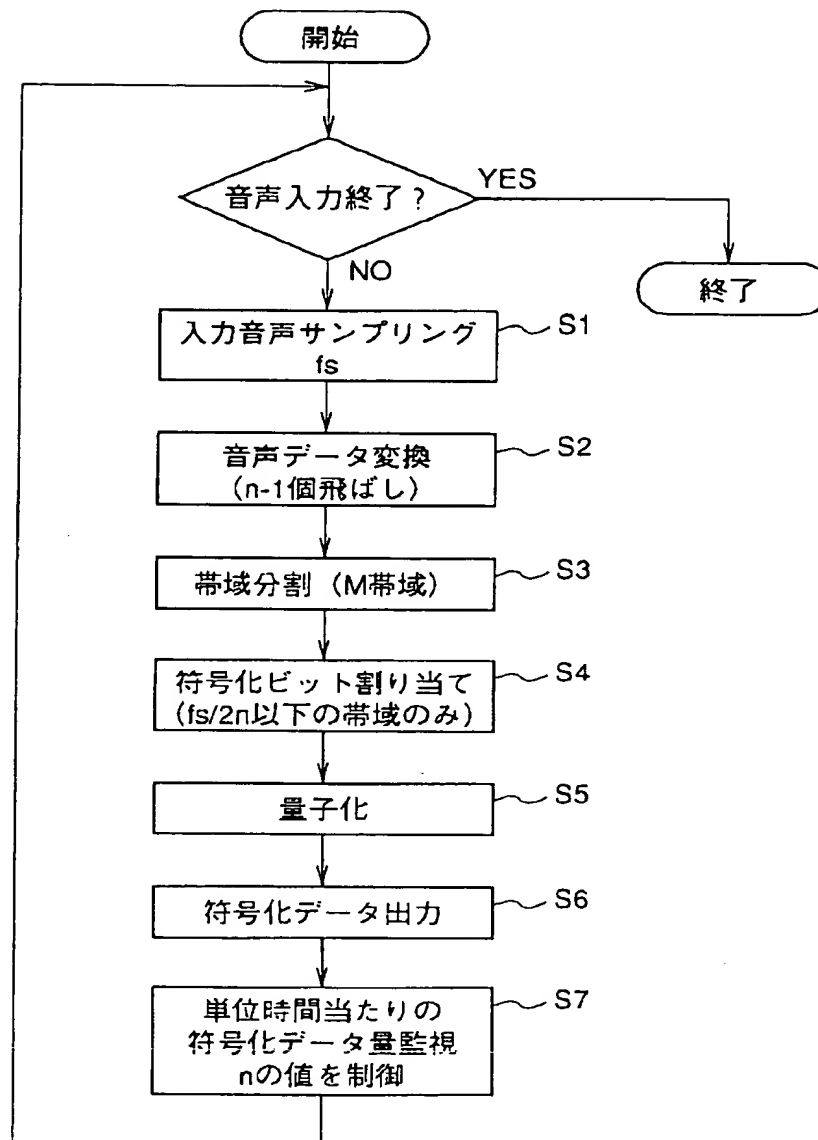 開始
音声入力終了?
YES
NO
終了
入力音声サンプリング
fs
S1
音声データ変換
(n-1個飛ばし)
S2
帯域分割 (M帯域)
S3
符号化ビット割り当て
(fs/2n以下の帯域のみ)
S4
量子化
S5
符号化データ出力
S6
単位時間当たりの
符号化データ量監視
nの値を制御
S7